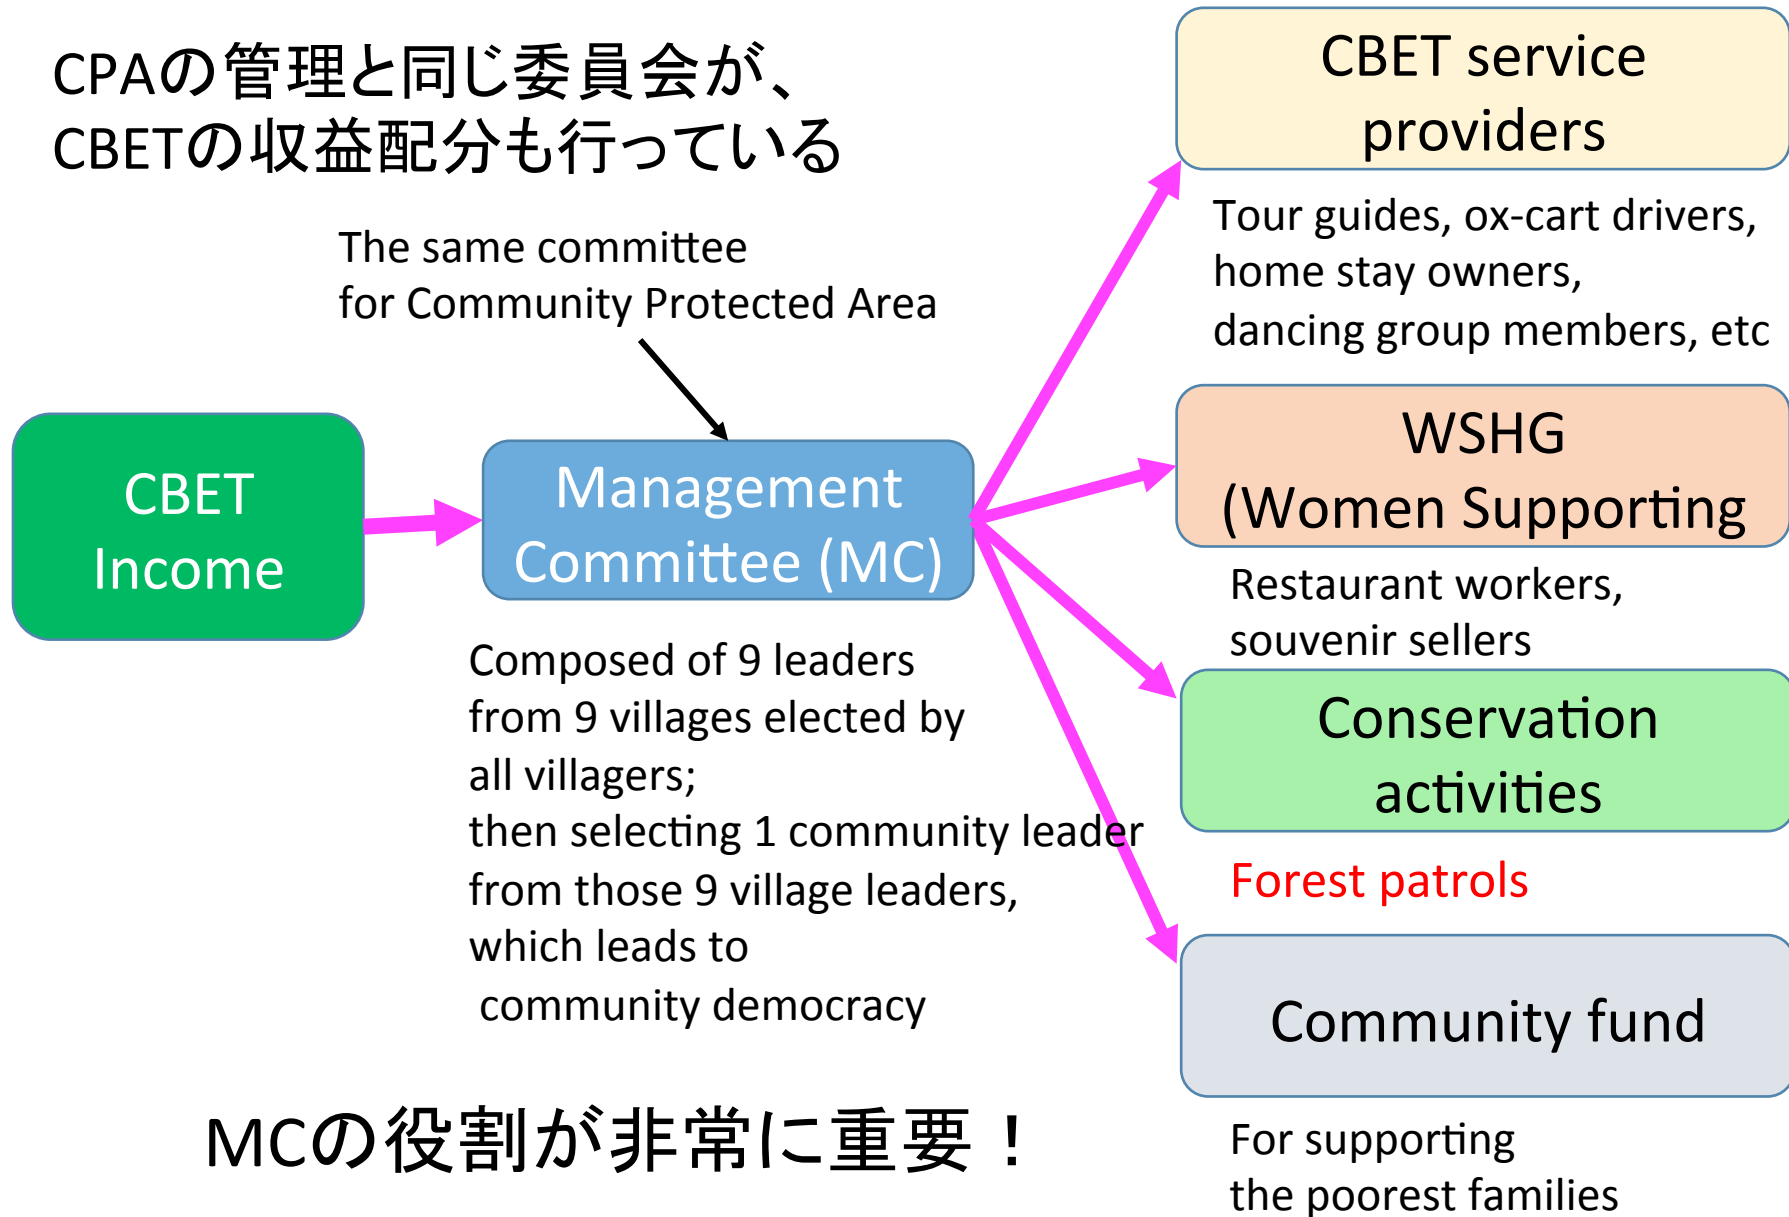 CPAの管理と同じ委員会が、
CBETの収益配分も行っている
The same committee
for Community Protected Area
CBET
Income
Management
Committee (MC)
Composed of 9 leaders
from 9 villages elected by
all villagers;
then selecting 1 community leader
from those 9 village leaders,
which leads to
community democracy
MCの役割が非常に重要！
CBET service
providers
Tour guides, ox-cart drivers,
home stay owners,
dancing group members, etc
WSHG
(Women Supporting
Restaurant workers,
souvenir sellers
Conservation
activities
Forest patrols
Community fund
For supporting
the poorest families